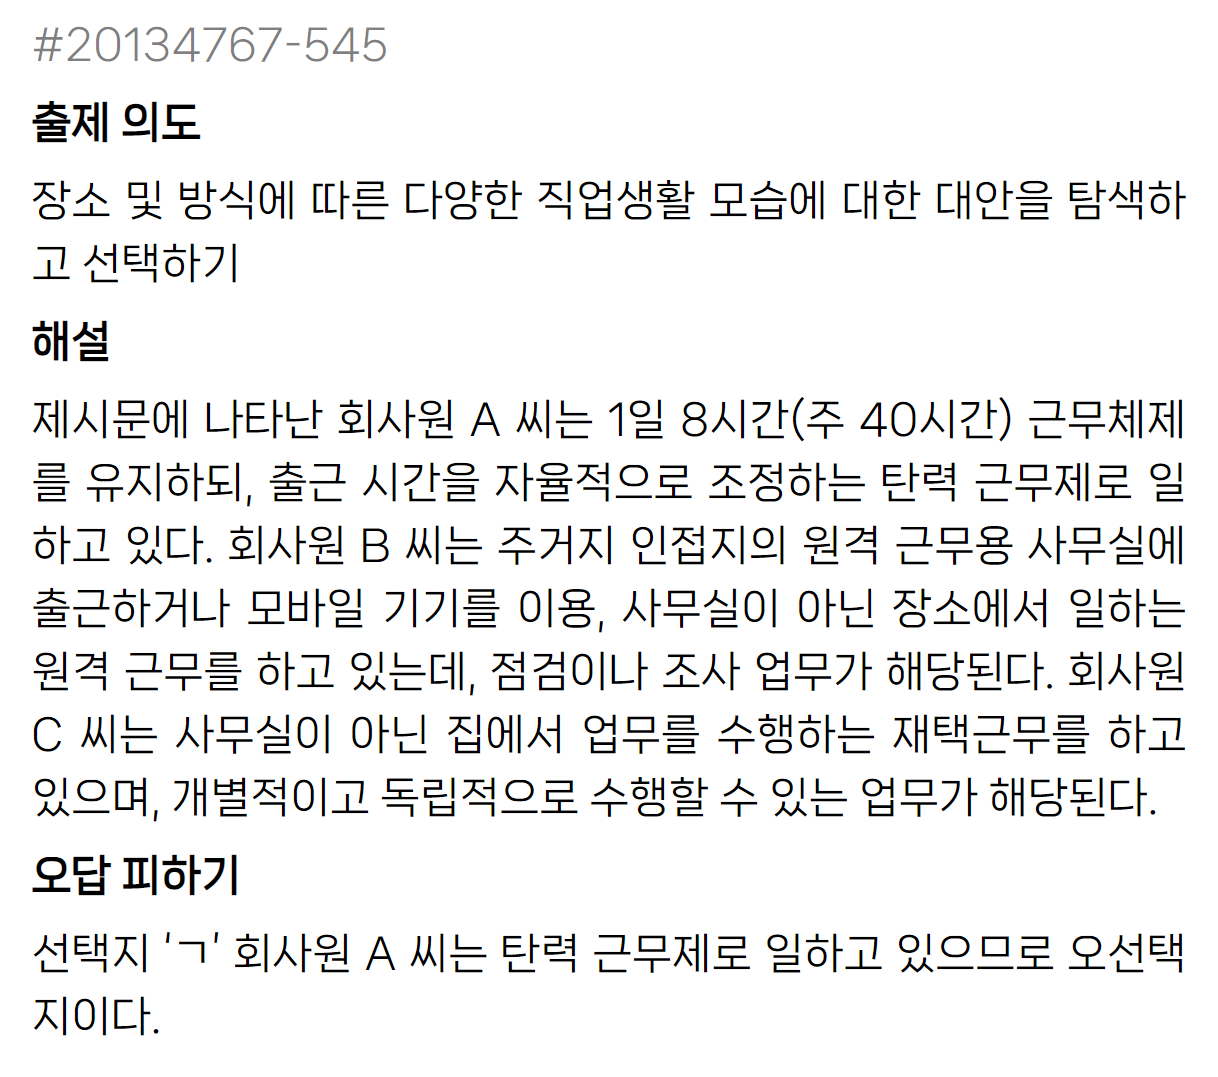 #20134767-545
출제 의도
장소 및 방식에 따른 다양한 직업생활 모습에 대한 대안을 탐색하
고 선택하기
해설
제시문에 나타난 회사원 A 씨는 1일 8시간(주 40시간) 근무체제
를 유지하되, 출근 시간을 자율적으로 조정하는 탄력 근무제로 일
하고 있다. 회사원 B 씨는 주거지 인접지의 원격 근무용 사무실에
출근하거나 모바일 기기를 이용, 사무실이 아닌 장소에서 일하는
원격 근무를 하고 있는데, 점검이나 조사 업무가 해당된다. 회사원
C 씨는 사무실이 아닌 집에서 업무를 수행하는 재택근무를 하고
있으며, 개별적이고 독립적으로 수행할 수 있는 업무가 해당된다.
오답 피하기
선택지 ‘ㄱ’ 회사원 A 씨는 탄력 근무제로 일하고 있으므로 오선택
지이다.